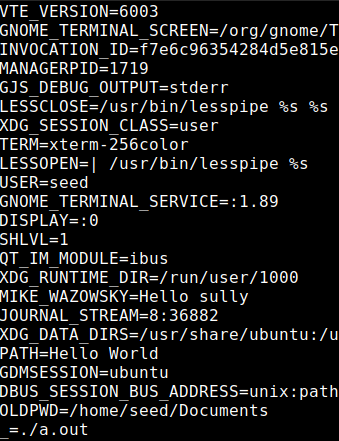 VTE_VERSION=6003
GNOME_TERMINAL_SCREEN=/org/gnome/T
INVOCATION_ID=f7e6c96354284d5e815e
MANAGERPID=1719
GJS_DEBUG_OUTPUT=stderr
LESSCLOSE=/usr/bin/lesspipe %s %s
XDG_SESSION_CLASS=user
TERM=xterm-256color
LESSOPEN=| /usr/bin/lesspipe %s
USER=seed
GNOME_TERMINAL_SERVICE=:1.89
DISPLAY=:0
SHLVL=1
QT_IM_MODULE=ibus
XDG_RUNTIME_DIR=/run/user/1000
MIKE_WAZOWSKY=Hello sully
JOURNAL_STREAM=8:36882
XDG_DATA_DIRS=/usr/share/ubuntu:/u
PATH=Hello World
GDMSESSION=ubuntu
DBUS_SESSION_BUS_ADDRESS=unix:path
OLDPWD=/home/seed/Documents
_=./a.out